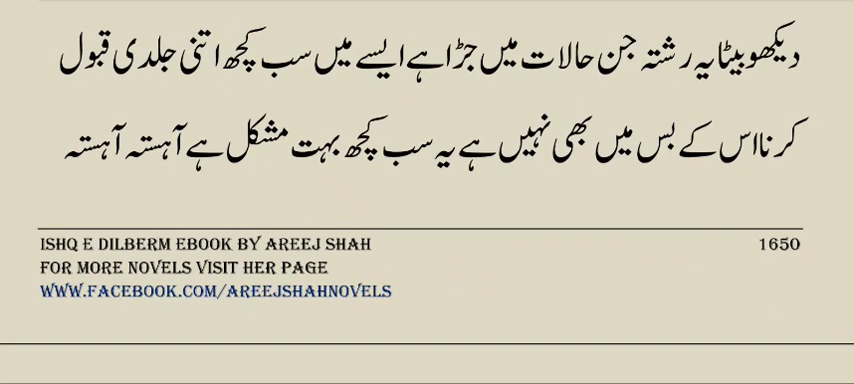 دیکھو بیٹا یہ رشتہ جن حالات میں جڑا ہے ایسے میں سب کچھ اتنی جلدی قبول
کرنا اس کے بس میں بھی نہیں ہے یہ سب کچھ بہت مشکل ہے آہستہ آہستہ
ISHQ E DILBERM EBOOK BY AREEJ SHAH 1650
FOR MORE NOVELS VISIT HER PAGE
WWW.FACEBOOK.COM/AREEJSHAHNOVELS